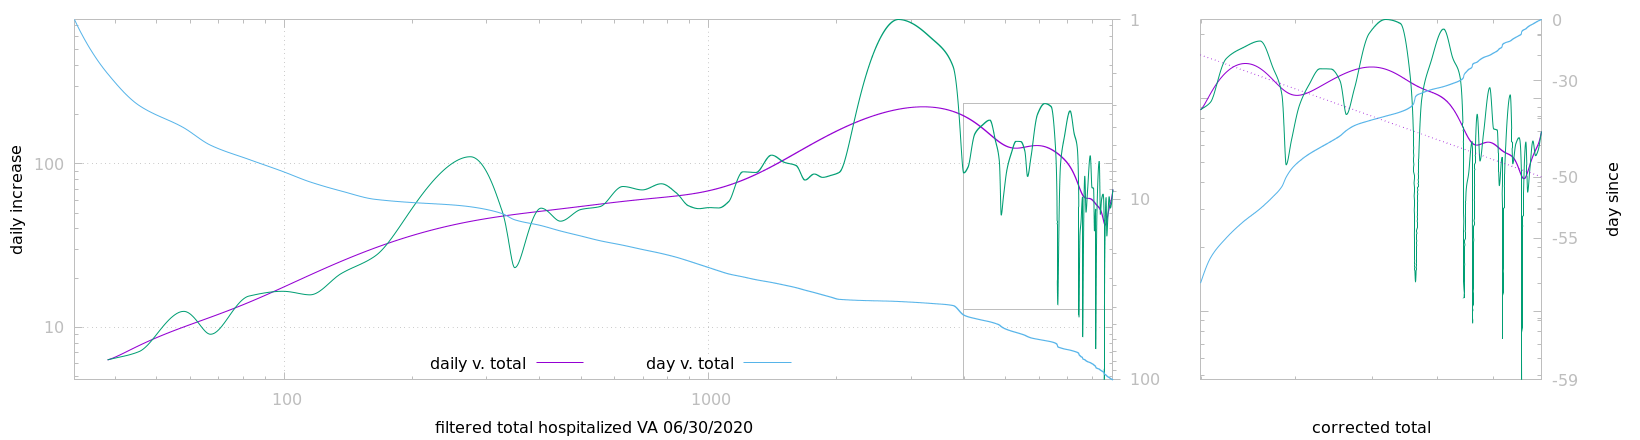 1
0
daily increase
100
10
10
100
-30
-50
-55
-59
day since
daily v. total
day v. total
100
1000
filtered total hospitalized VA 06/30/2020
corrected total